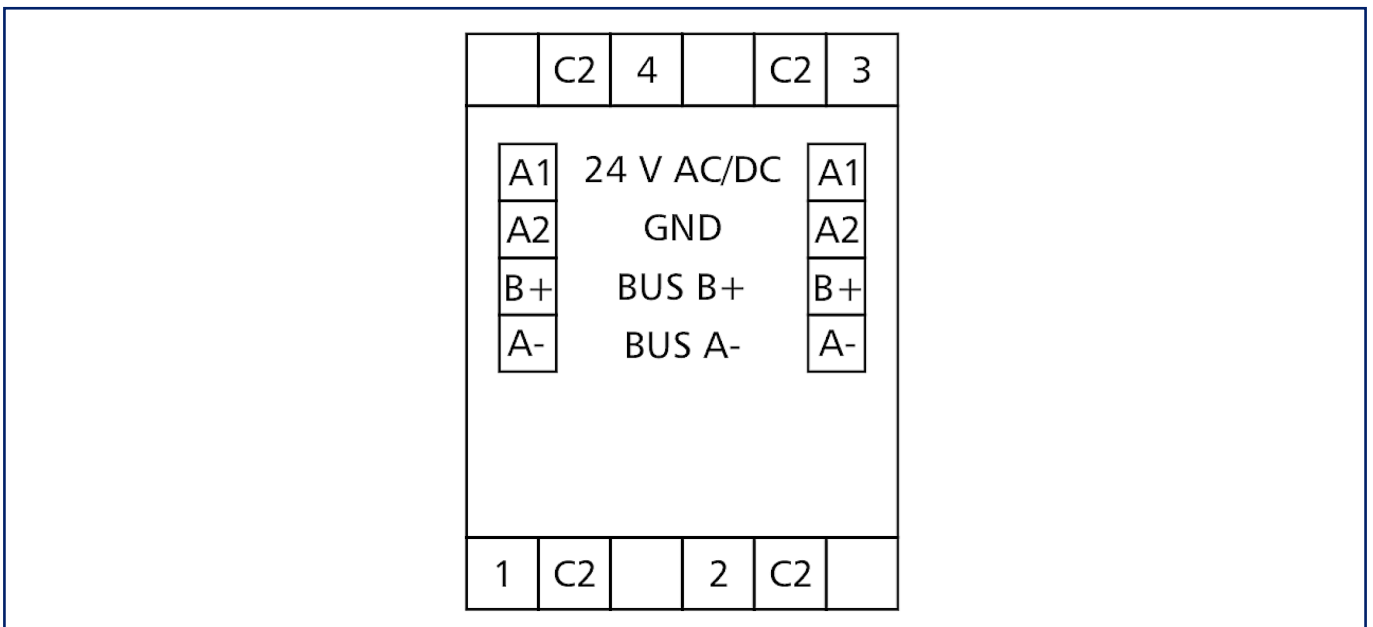 C2 4 C2 3
A1 24 V AC/DC A1
A2 GND A2
B+ BUS B+ B+
A- BUS A- A-
1 C2 2 C2